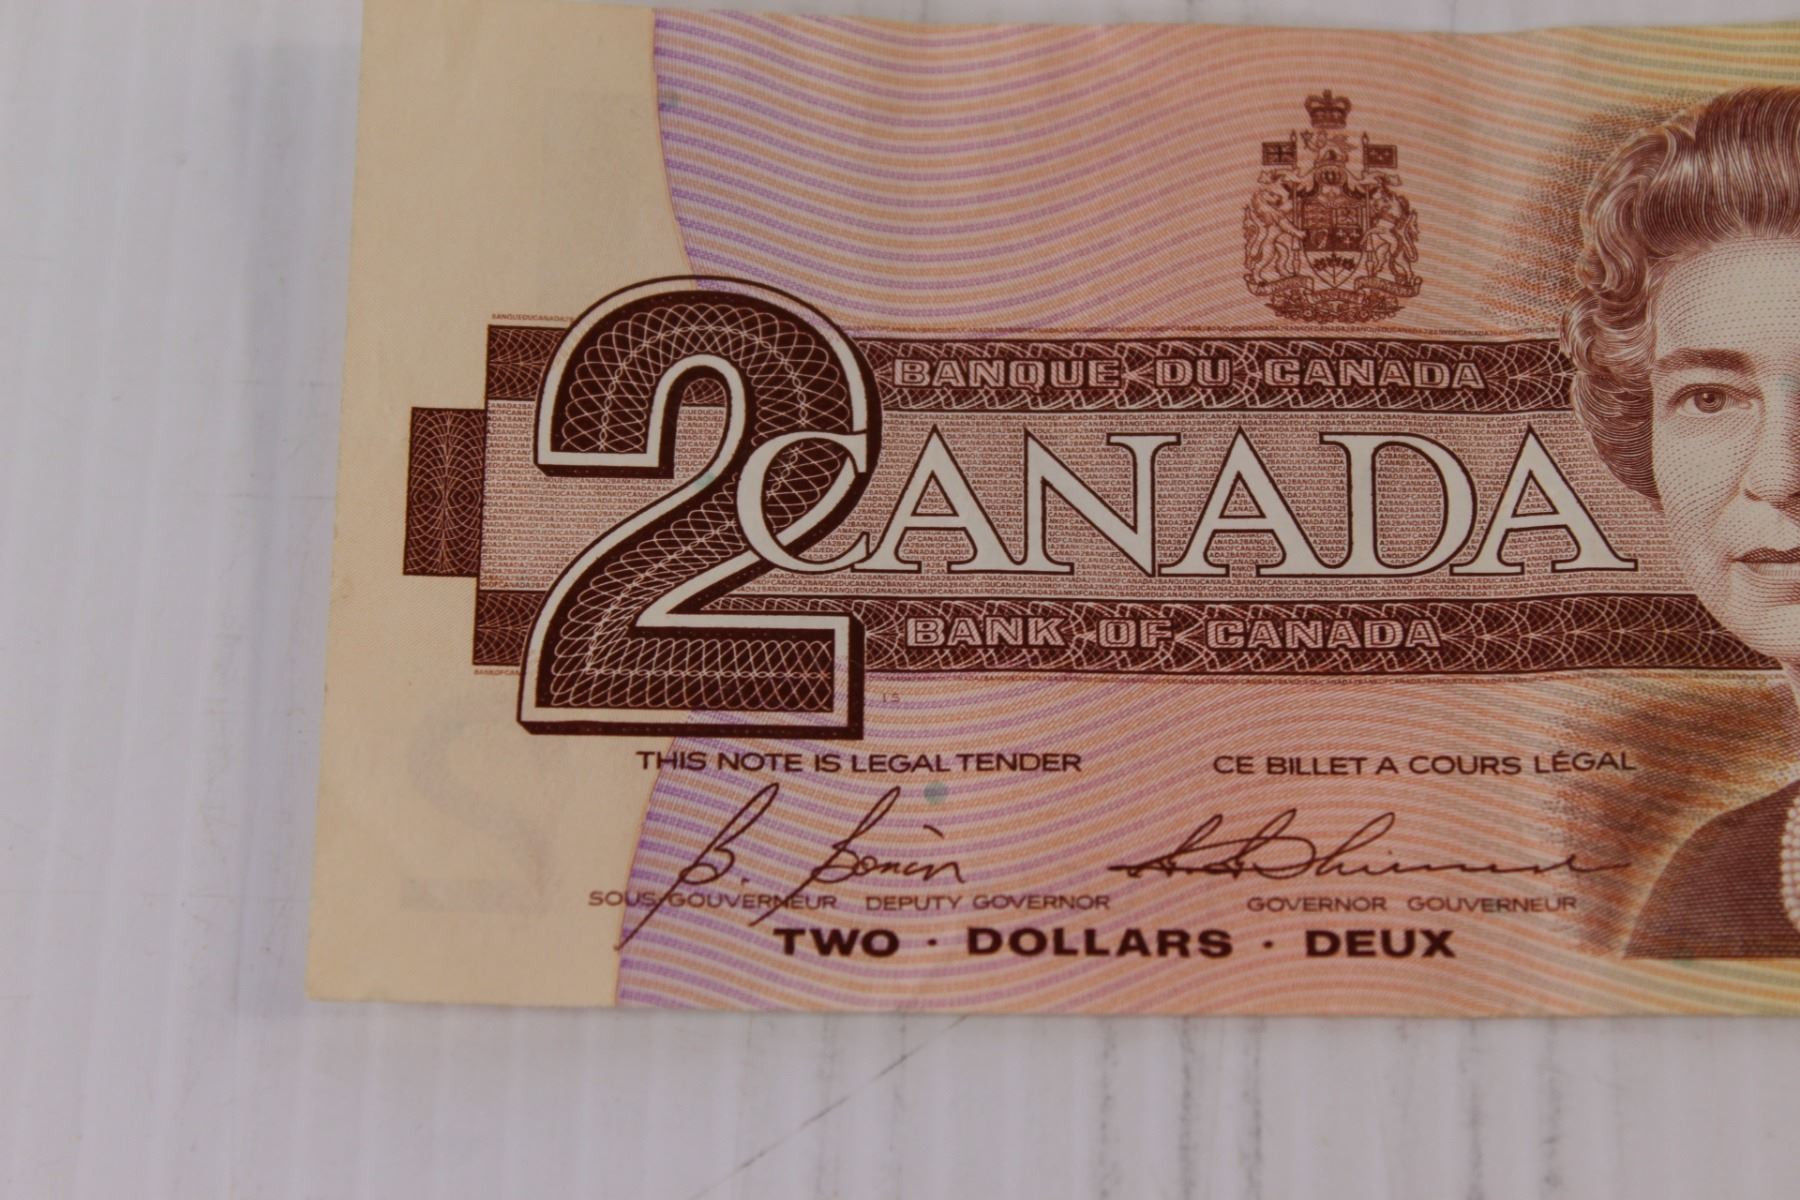 BANQUE DU CANADA
2
CANADA
BANK OF CANADA
THIS NOTE IS LEGAL TENDER CE BILLET A COURS LÉGAL
B. Bonin
SOUS-GOUVERNEUR DEPUTY GOVERNOR GOVERNOR GOUVERNEUR
TWO · DOLLARS · DEUX